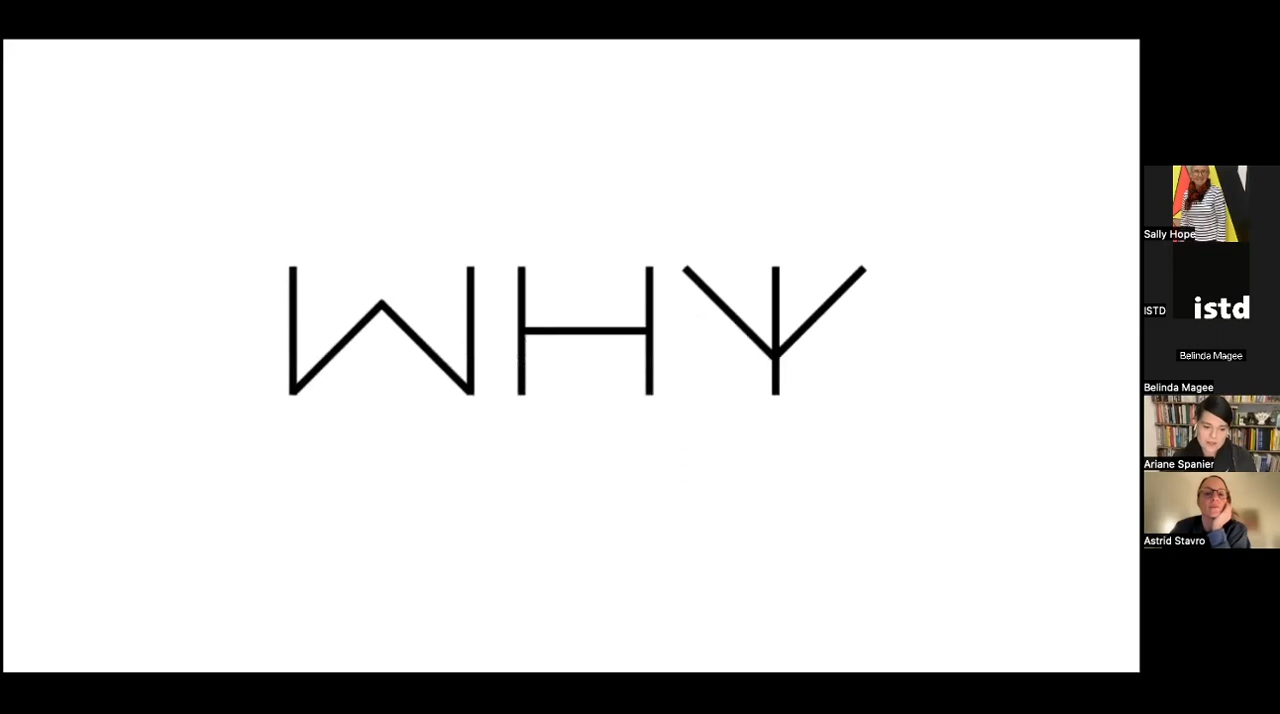 WHY
Sally Hope
istd
ISTD
Belinda Magee
Belinda Magee
Ariane Spanier
Astrid Stavro